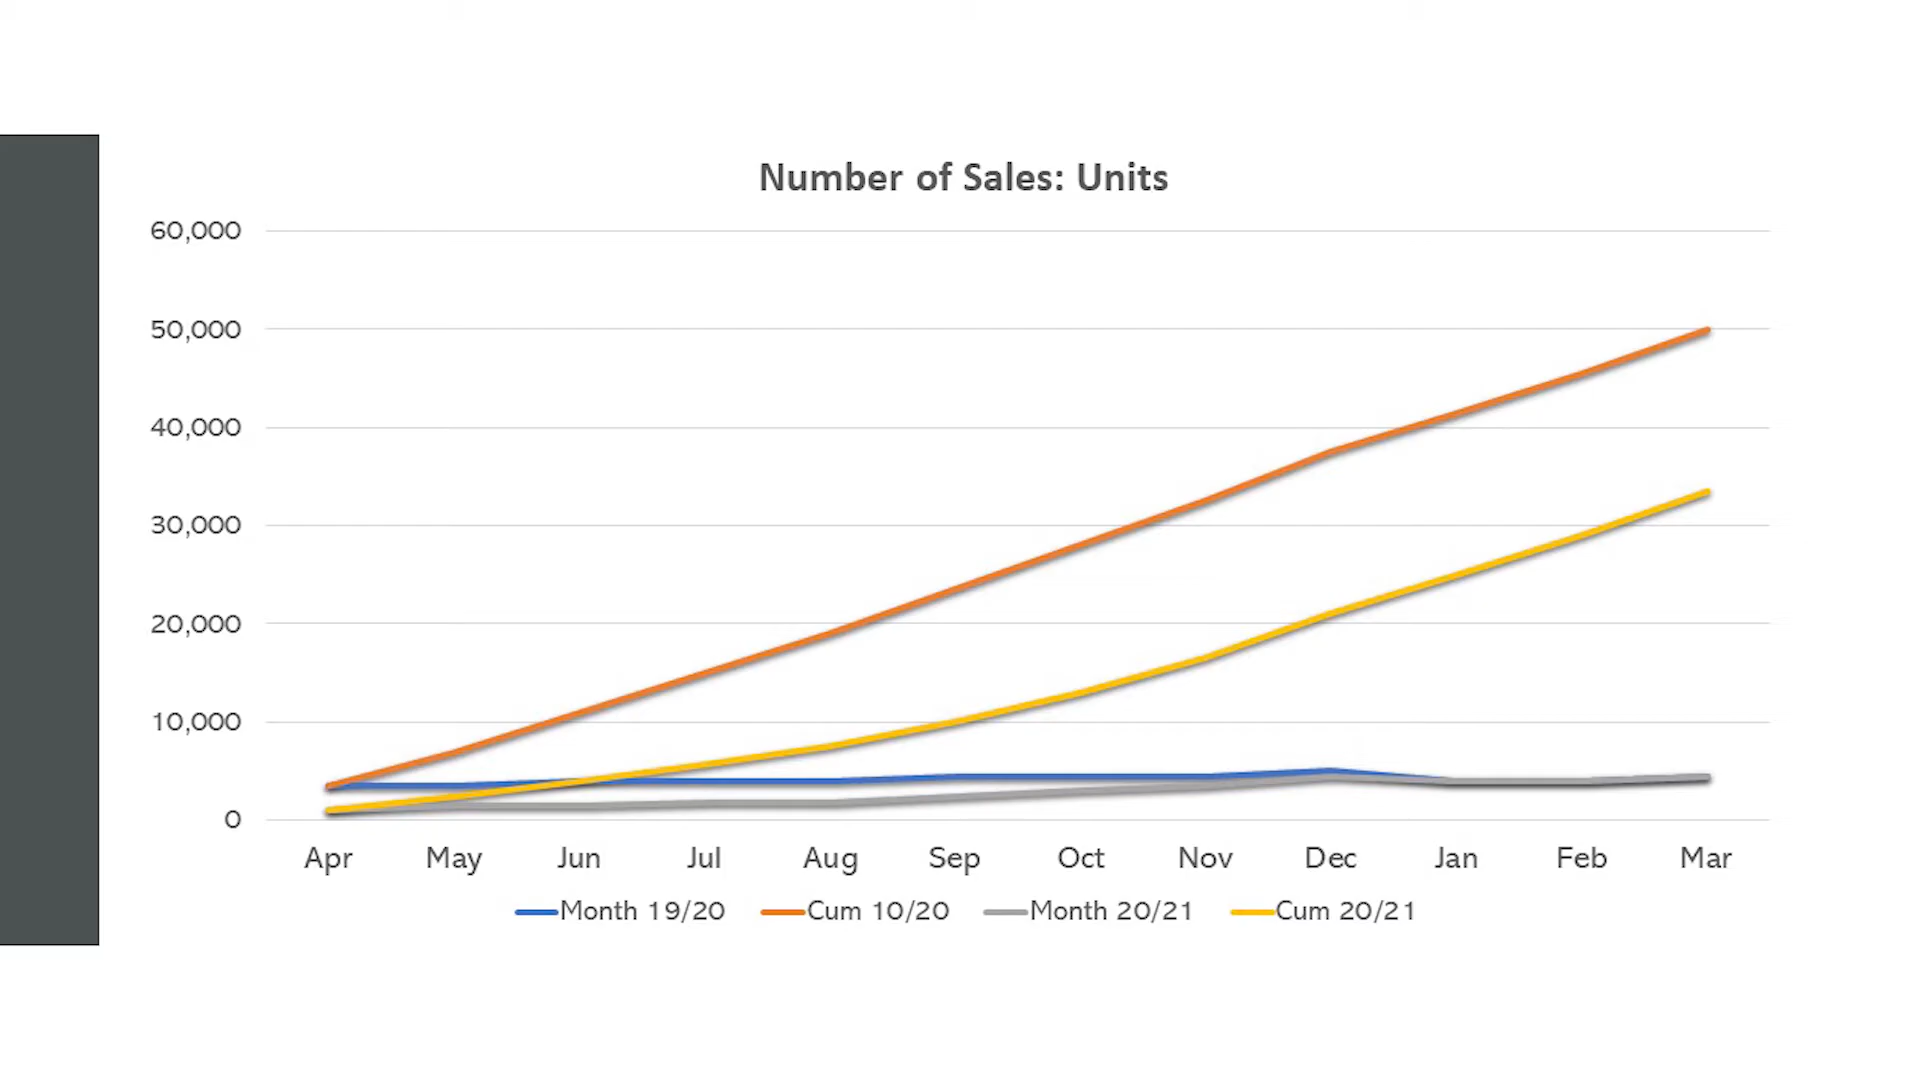 Number of Sales: Units
60,000
50,000
40,000
30,000
20,000
10,000
0
Apr May Jun Jul Aug Sep Oct Nov Dec Jan Feb Mar
Month 19/20 Cum 10/20 Month 20/21 Cum 20/21